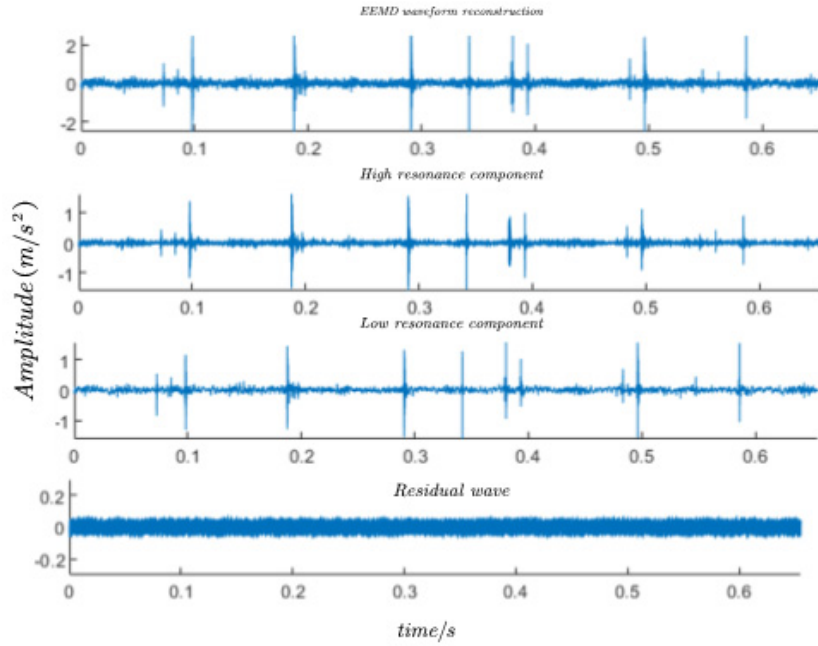 EEMD waveform reconstruction
2
0
-2
0 0.1 0.2 0.3 0.4 0.5 0.6
High resonance component
1
0
-1
0 0.1 0.2 0.3 0.4 0.5 0.6
Amplitude (m/s²)
Low resonance component
1
0
-1
0 0.1 0.2 0.3 0.4 0.5 0.6
Residual wave
0.2
0
-0.2
0 0.1 0.2 0.3 0.4 0.5 0.6
time/s